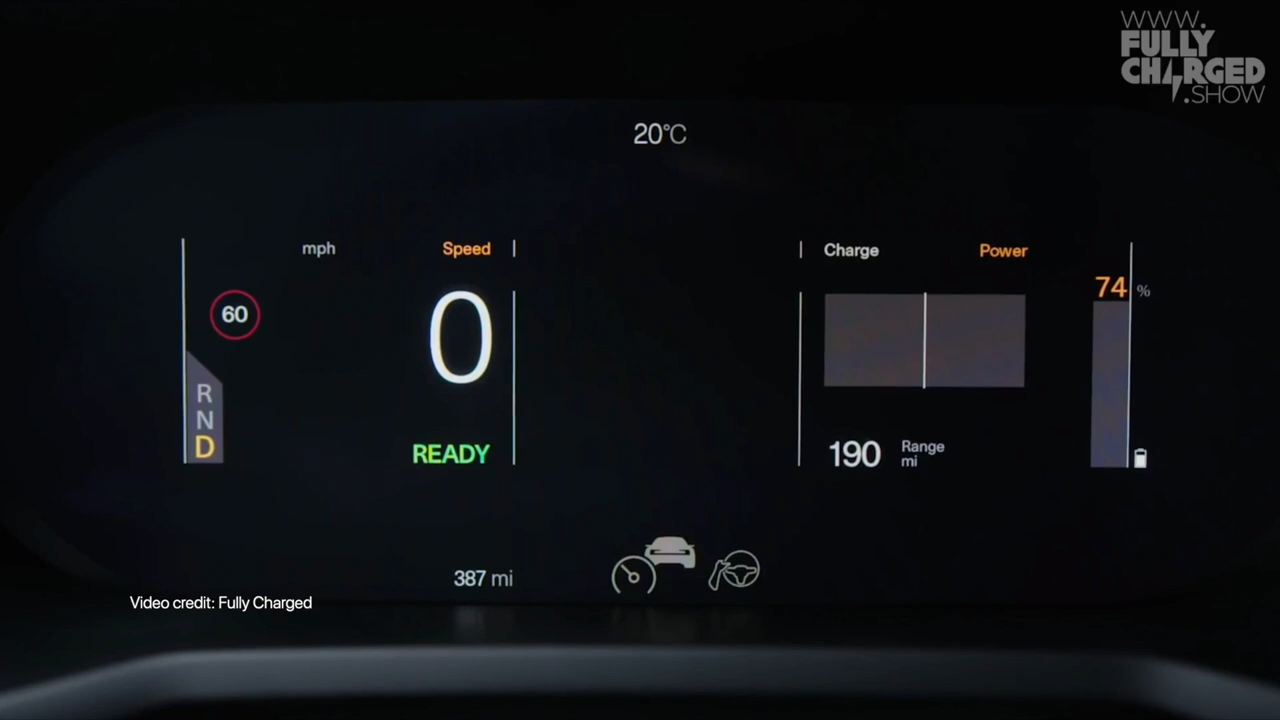 WWW.
FULLY
CHARGED
.SHOW
20°C
mph Speed
Charge Power
74 %
60
0
R
N
D
READY
190 Range
mi
387 mi
Video credit: Fully Charged